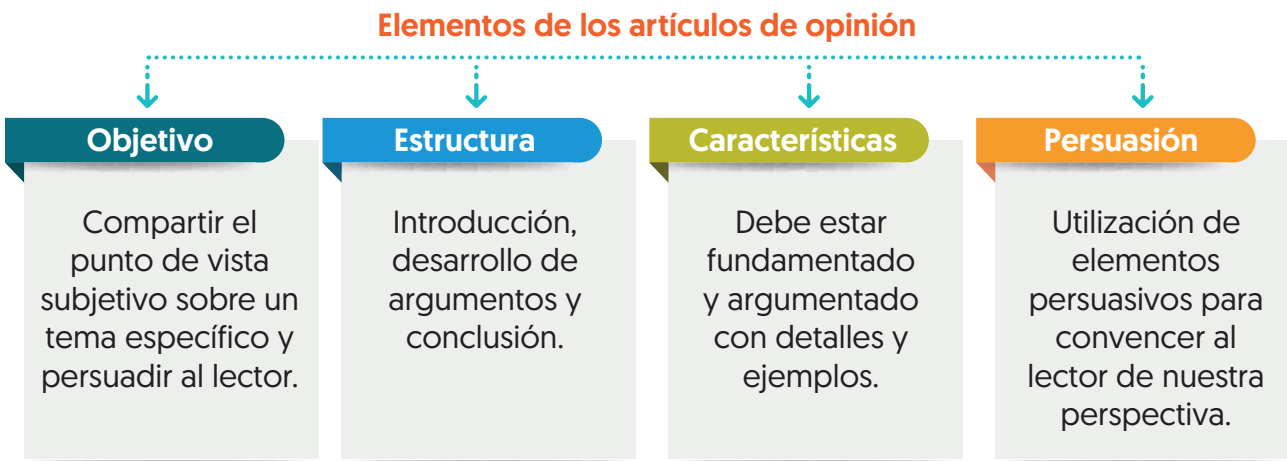 Elementos de los artículos de opinión
Objetivo
Compartir el
punto de vista
subjetivo sobre un
tema específico y
persuadir al lector.
Estructura
Introducción,
desarrollo de
argumentos y
conclusión.
Características
Debe estar
fundamentado
y argumentado
con detalles y
ejemplos.
Persuasión
Utilización de
elementos
persuasivos para
convencer al
lector de nuestra
perspectiva.